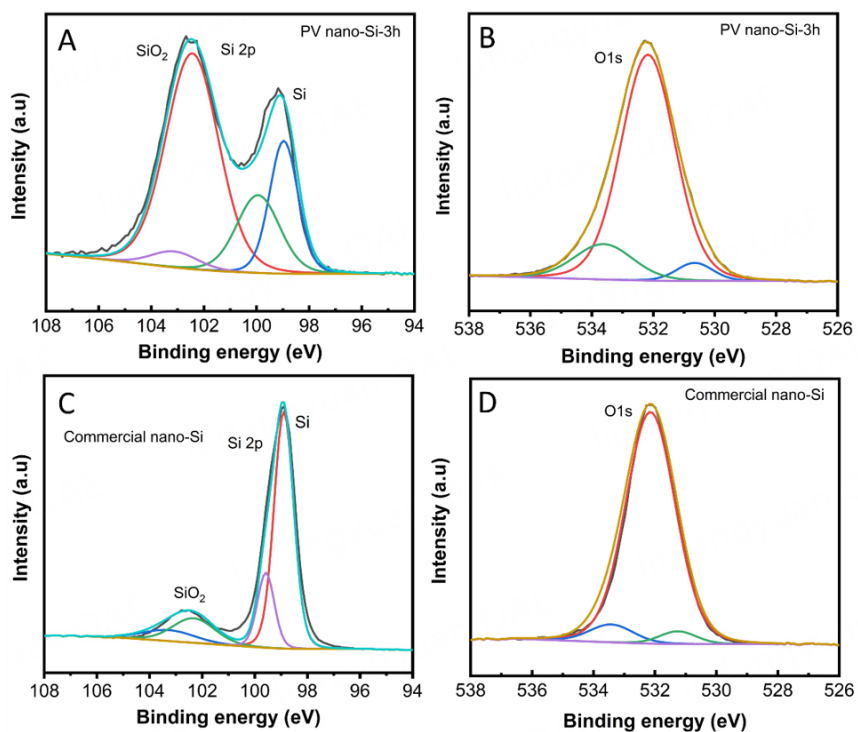 A
PV nano-Si-3h
SiO₂
Si 2p
Si
Intensity (a.u)
108 106 104 102 100 99 96 94
Binding energy (eV)
B
PV nano-Si-3h
O1s
Intensity (a.u)
538 536 534 532 530 528 526
Binding energy (eV)
C
Commercial nano-Si
Si 2p
Si
SiO₂
Intensity (a.u)
108 106 104 102 100 98 96 94
Binding energy (eV)
D
Commercial nano-Si
O1s
Intensity (a.u)
538 536 534 532 530 528 526
Binding energy (eV)